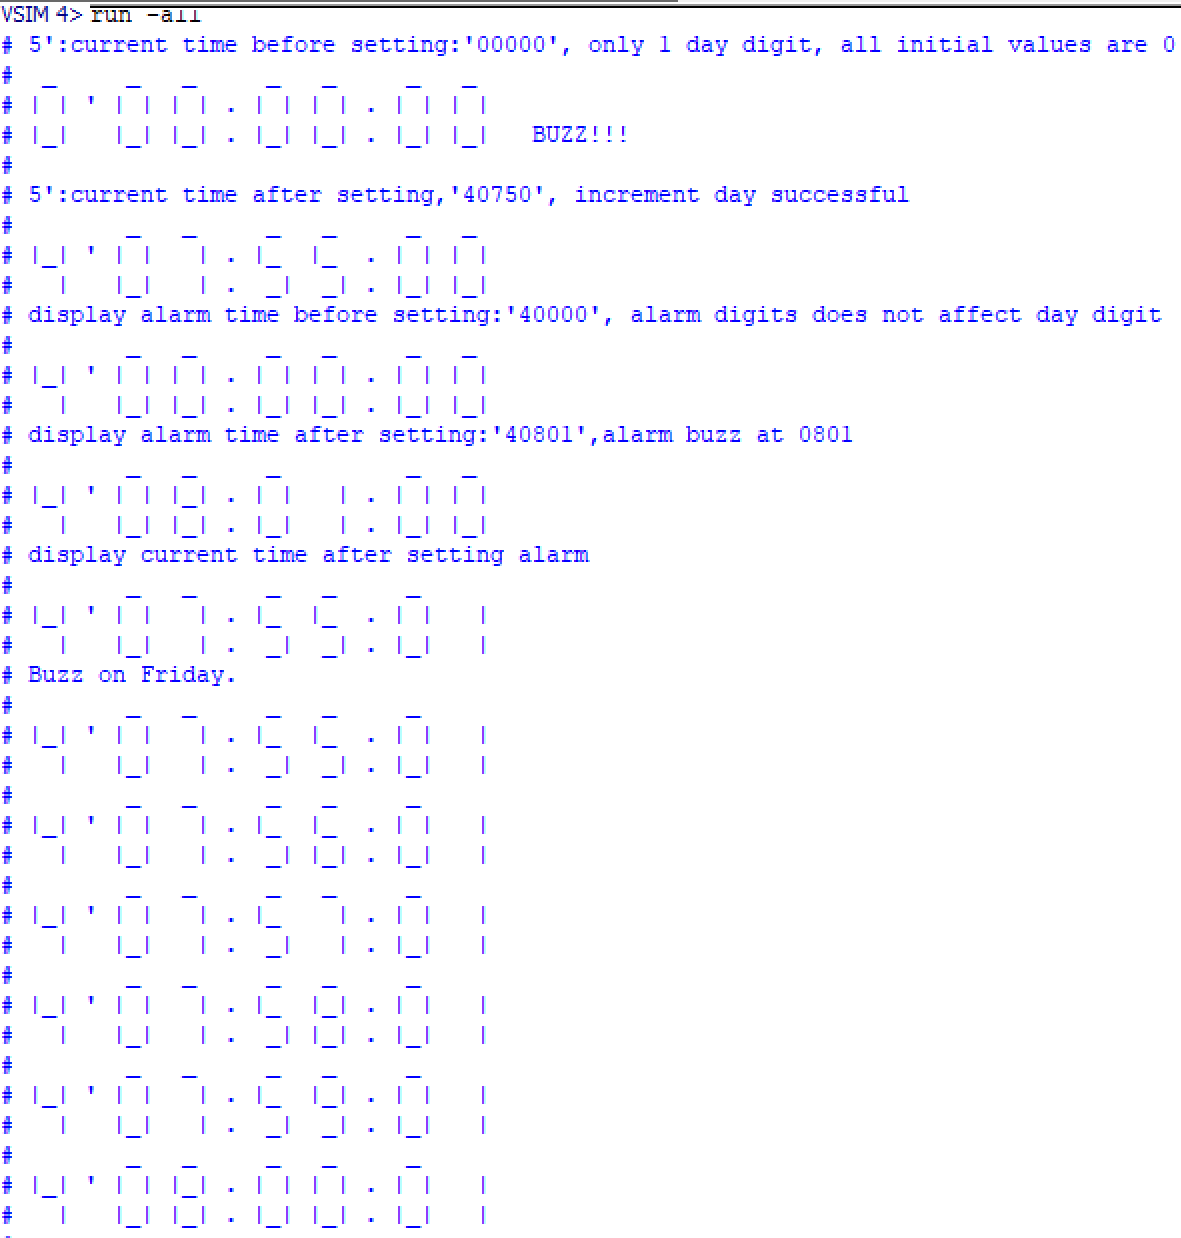 VSIM 4> run -all
# 5':current time before setting:'00000', only 1 day digit, all initial values are 0
#  _     _   _     _   _     _   _
# | | ' | | | | . | | | | . | | | |
# |_|   |_| |_| . |_| |_| . |_| |_|   BUZZ!!!
#
# 5':current time after setting,'40750', increment day successful
#        _   _     _   _     _   _
# |_| ' | |   | . |_  |_  . | | | |
#   |   |_|   | .  _|  _| . |_| |_|
# display alarm time before setting:'40000', alarm digits does not affect day digit
#        _   _     _   _     _   _
# |_| ' | | | | . | | | | . | | | |
#   |   |_| |_| . |_| |_| . |_| |_|
# display alarm time after setting:'40801',alarm buzz at 0801
#        _   _     _         _   _
# |_| ' | | |_| . | |   | . | | | |
#   |   |_| |_| . |_|   | . |_| |_|
# display current time after setting alarm
#        _   _     _   _     _
# |_| ' | |   | . |_  |_  . | |   |
#   |   |_|   | .  _|  _| . |_|   |
# Buzz on Friday.
#        _   _     _   _     _
# |_| ' | |   | . |_  |_  . | |   |
#   |   |_|   | .  _|  _| . |_|   |
#        _   _     _   _     _
# |_| ' | |   | . |_  |_  . | |   |
#   |   |_|   | .  _| |_| . |_|   |
#        _   _     _   _     _
# |_| ' | |   | . |_    | . | |   |
#   |   |_|   | .  _|   | . |_|   |
#        _   _     _   _     _
# |_| ' | |   | . |_  |_| . | |   |
#   |   |_|   | .  _| |_| . |_|   |
#        _   _     _   _     _
# |_| ' | |   | . |_  |_| . | |   |
#   |   |_|   | .  _|  _| . |_|   |
#        _   _     _   _     _
# |_| ' | | |_| . | | | | . | |   |
#   |   |_| |_| . |_| |_| . |_|   |